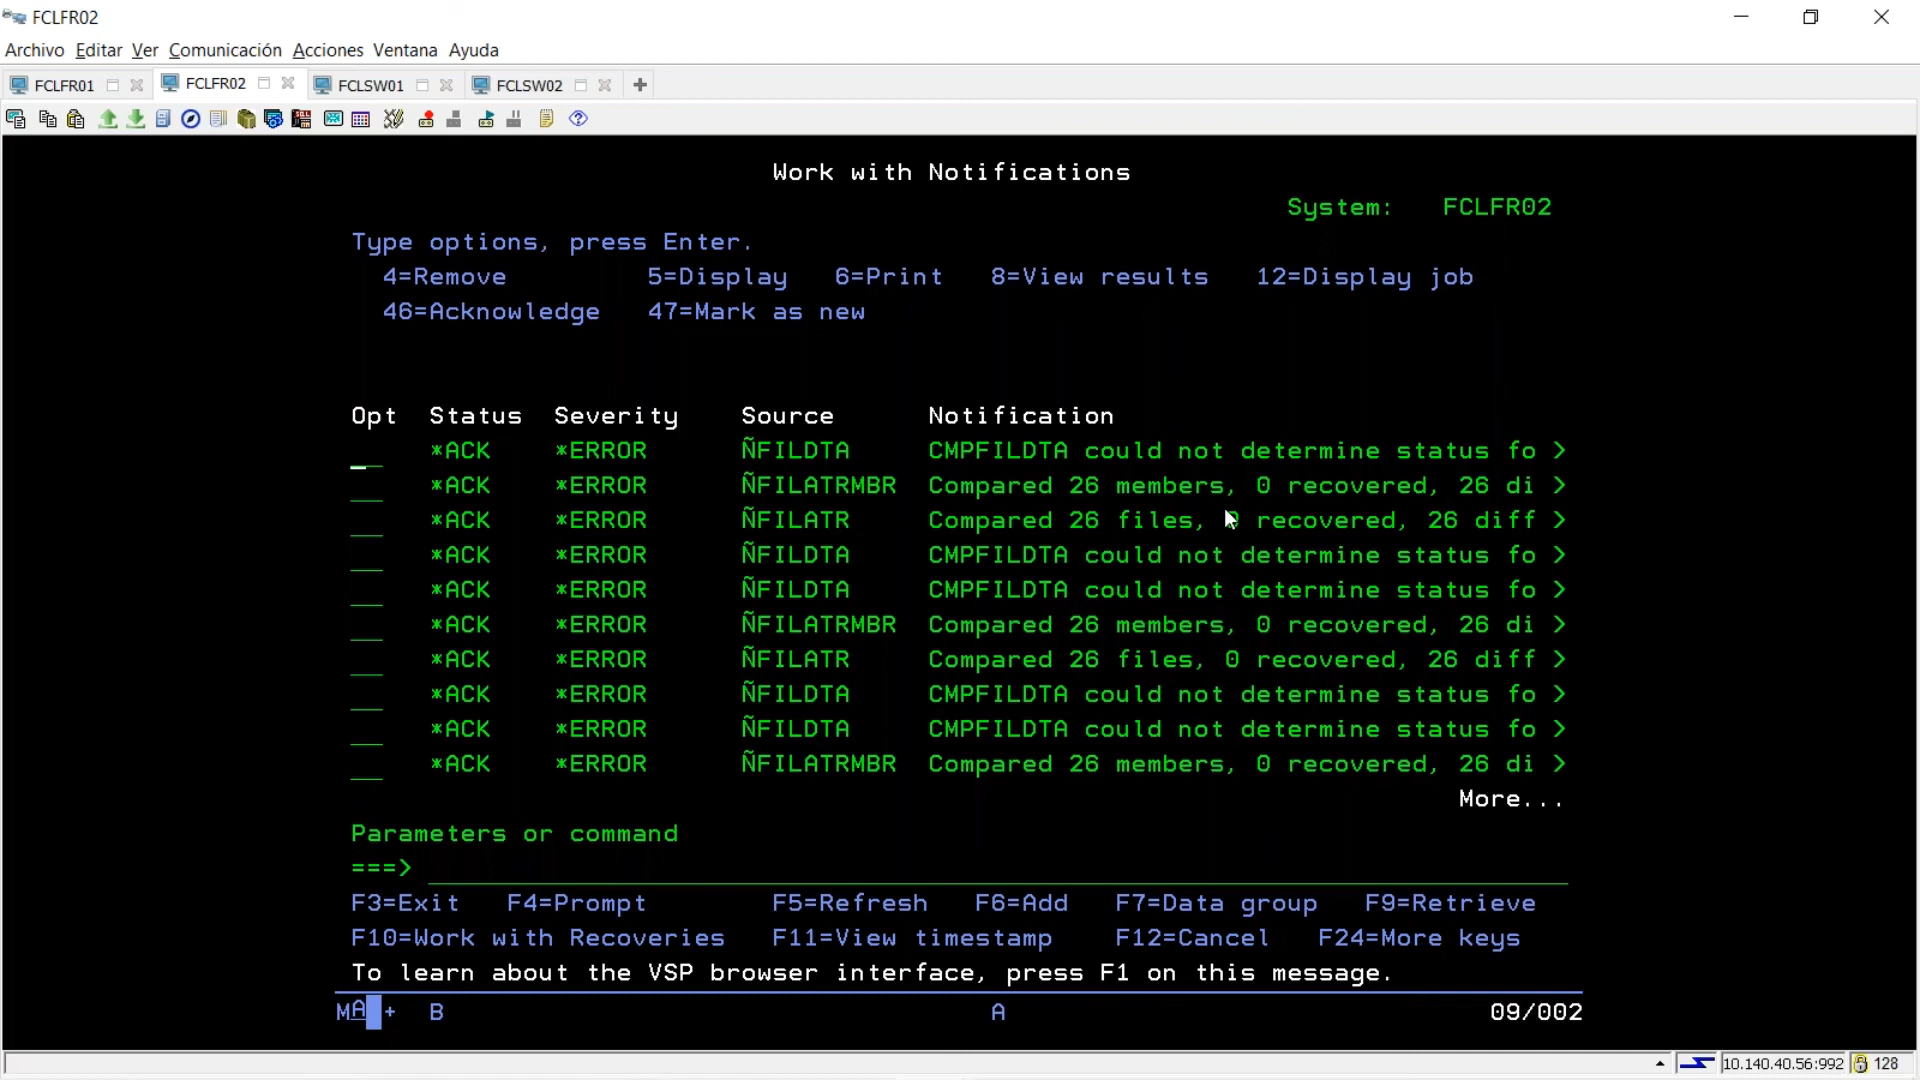 FCLFR02
Archivo Editar Ver Comunicación Acciones Ventana Ayuda
FCLFR01 FCLFR02 FCLSW01 FCLSW02
Work with Notifications
System: FCLFR02
Type options, press Enter.
4=Remove 5=Display 6=Print 8=View results 12=Display job
46=Acknowledge 47=Mark as new
Opt Status Severity Source Notification
*ACK *ERROR ÑFILDTA CMPFILDTA could not determine status fo >
*ACK *ERROR ÑFILATRMBR Compared 26 members, 0 recovered, 26 di >
*ACK *ERROR ÑFILATR Compared 26 files, 0 recovered, 26 diff >
*ACK *ERROR ÑFILDTA CMPFILDTA could not determine status fo >
*ACK *ERROR ÑFILDTA CMPFILDTA could not determine status fo >
*ACK *ERROR ÑFILATRMBR Compared 26 members, 0 recovered, 26 di >
*ACK *ERROR ÑFILATR Compared 26 files, 0 recovered, 26 diff >
*ACK *ERROR ÑFILDTA CMPFILDTA could not determine status fo >
*ACK *ERROR ÑFILDTA CMPFILDTA could not determine status fo >
*ACK *ERROR ÑFILATRMBR Compared 26 members, 0 recovered, 26 di >
More...
Parameters or command
===>
F3=Exit F4=Prompt F5=Refresh F6=Add F7=Data group F9=Retrieve
F10=Work with Recoveries F11=View timestamp F12=Cancel F24=More keys
To learn about the VSP browser interface, press F1 on this message.
MA + B A 09/002
10.140.40.56:992 128